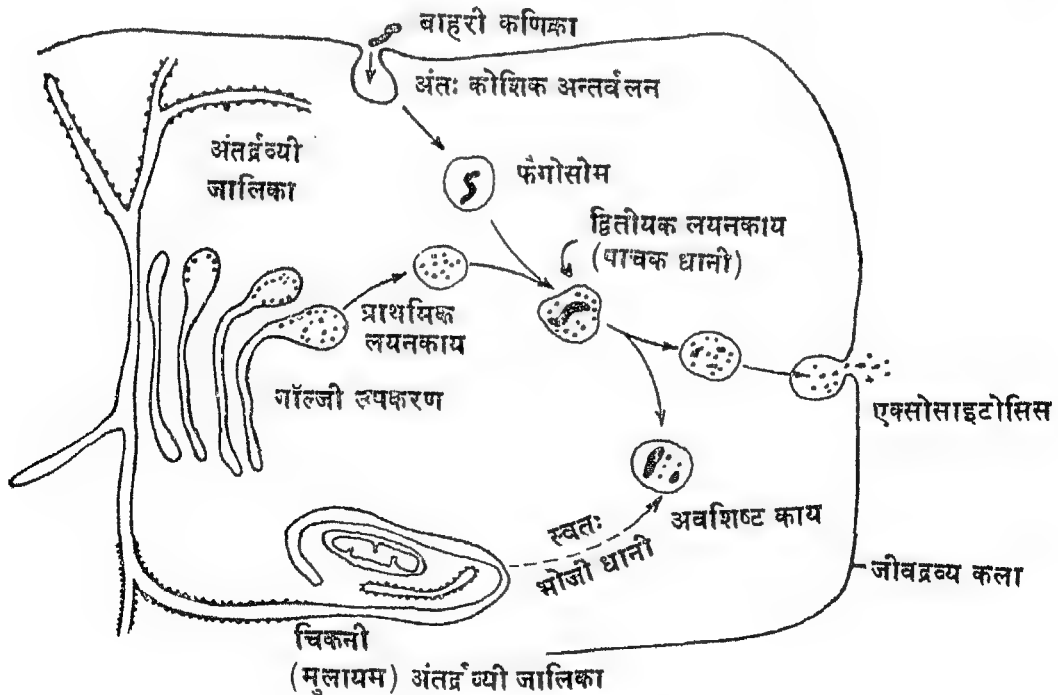 बाहरी कणिका
अंतः कोशिक अन्तर्वलन
अंतर्द्रव्यी
जालिका
फैगोसोम
द्वितीयक लयनकाय
(पाचक धानी)
प्राथमिक
लयनकाय
गॉल्जी उपकरण
एक्सोसाइटोसिस
अवशिष्ट काय
स्वतः
भोजी धानी
जीवद्रव्य कला
चिकनी
(मुलायम) अंतर्द्रव्यी जालिका